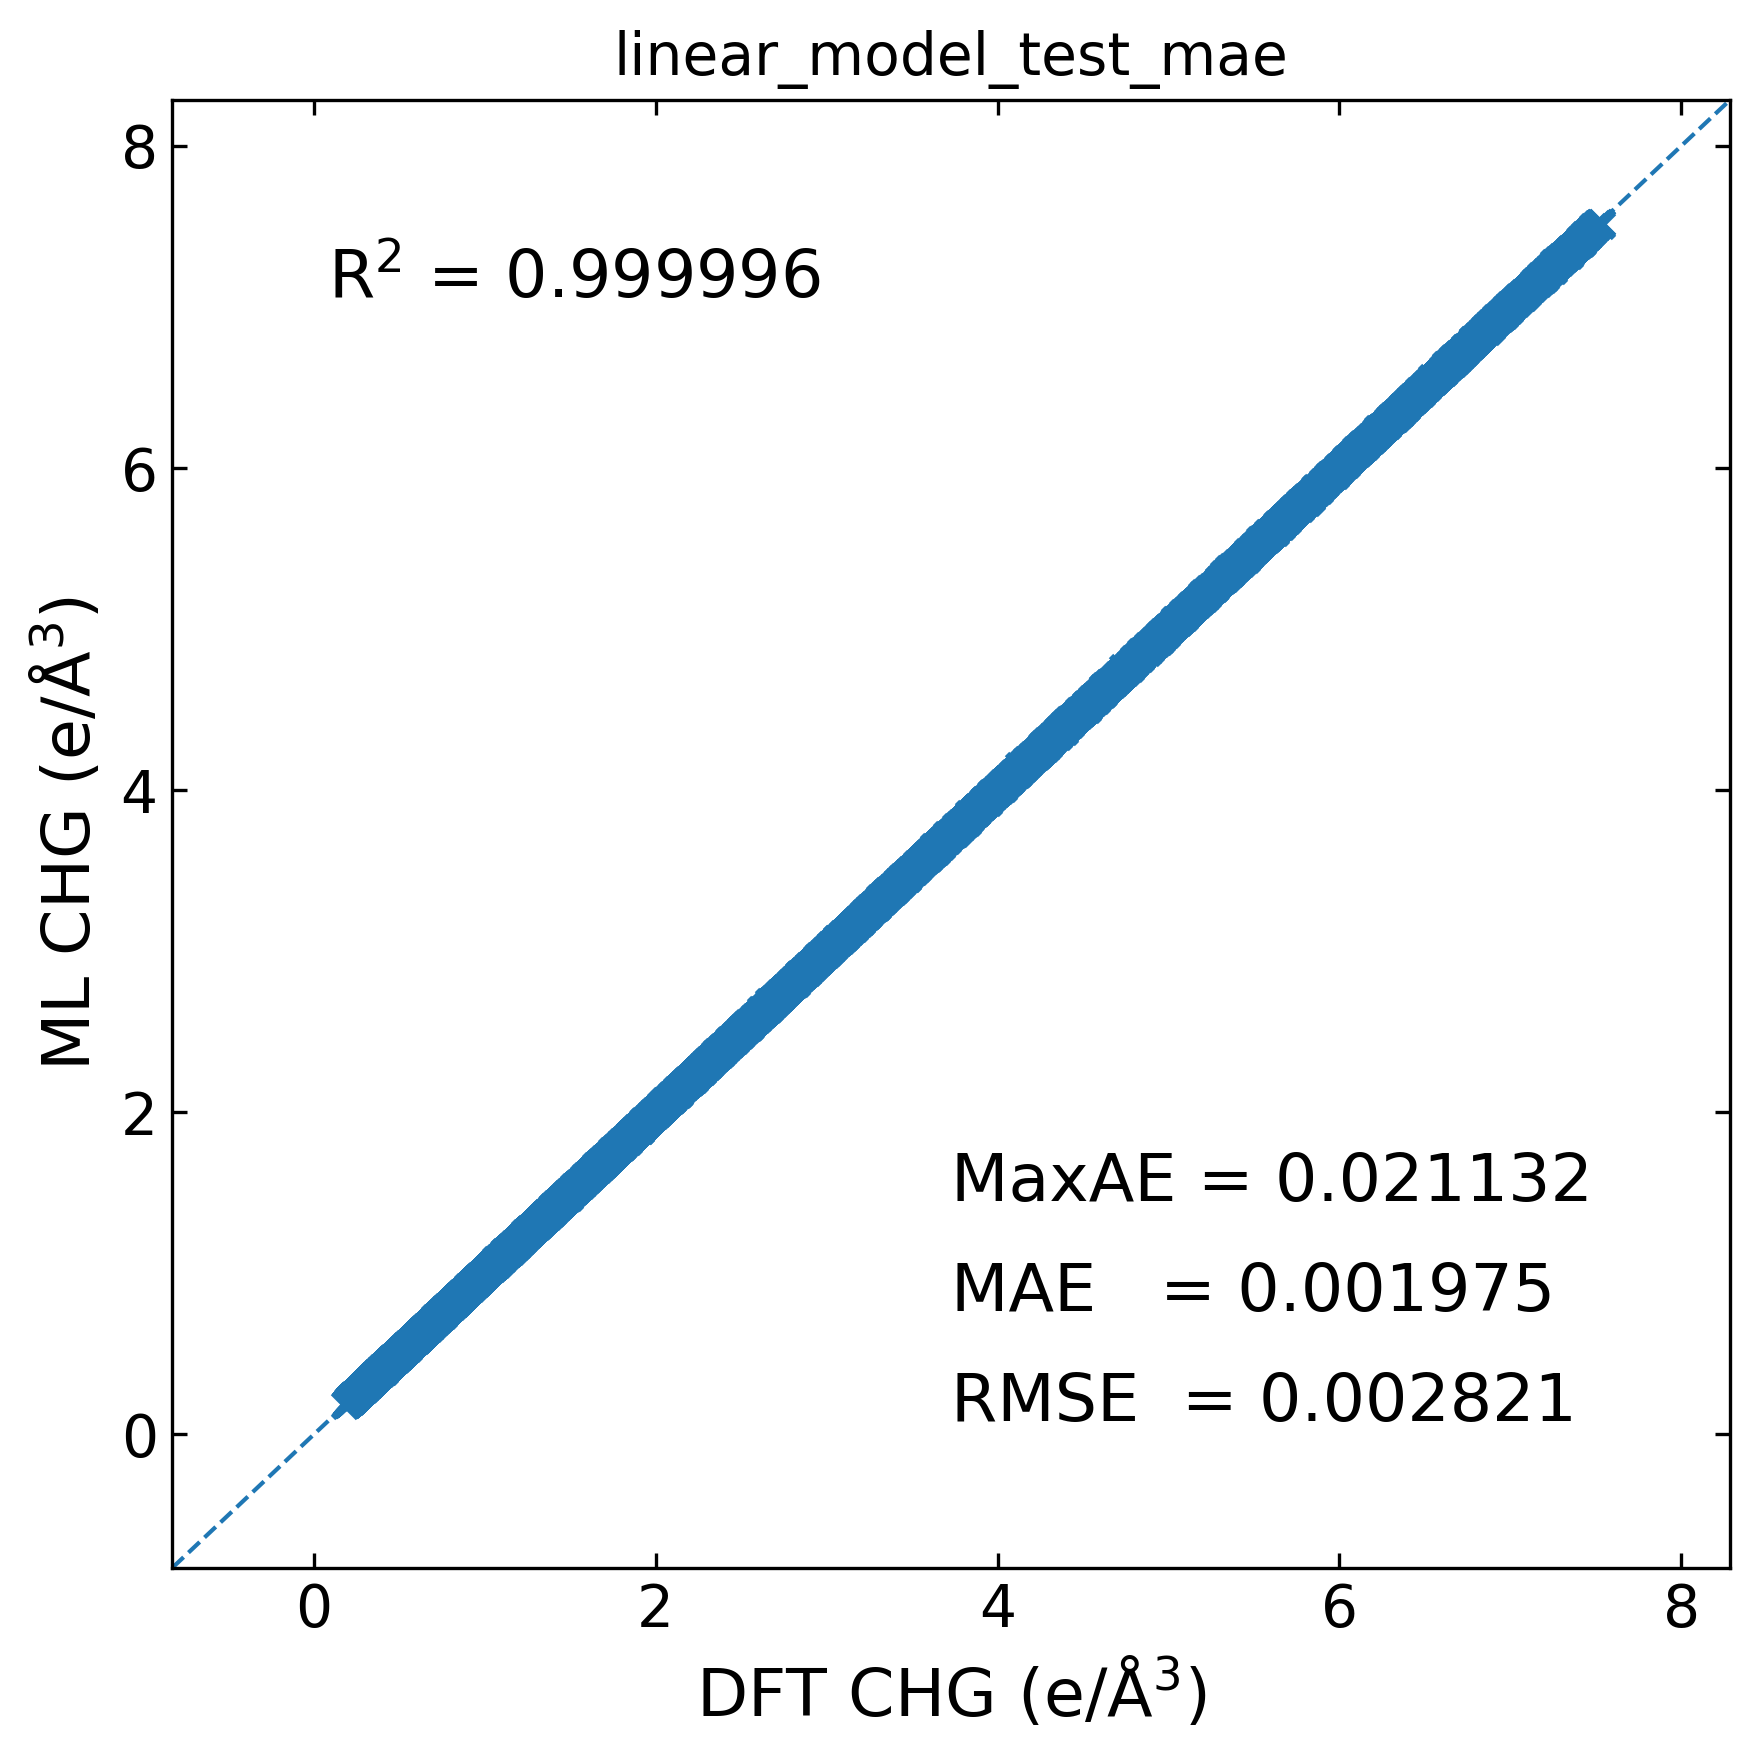 linear_model_test_mae
8
R² = 0.999996
6
ML CHG (e/Å³)
4
2
MaxAE = 0.021132
MAE = 0.001975
RMSE = 0.002821
0
0 2 4 6 8
DFT CHG (e/Å³)